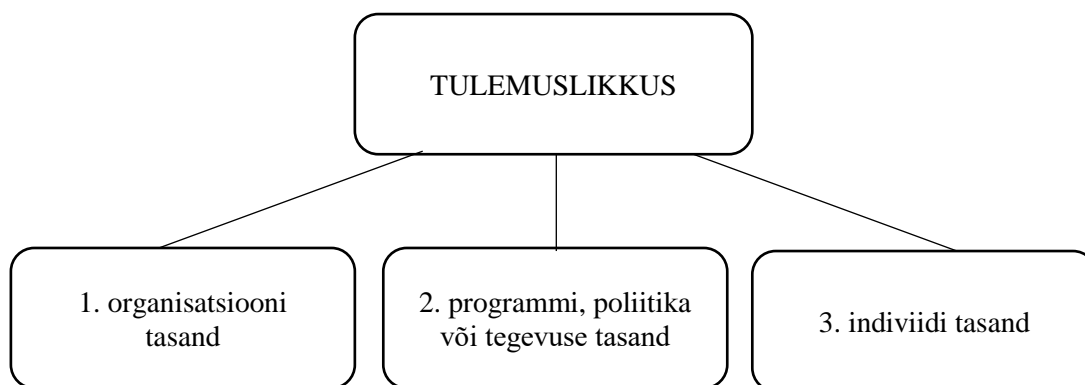 TULEMUSLIKKUS
1. organisatsiooni
tasand
2. programmi, poliitika
või tegevuse tasand
3. indiviidi tasand